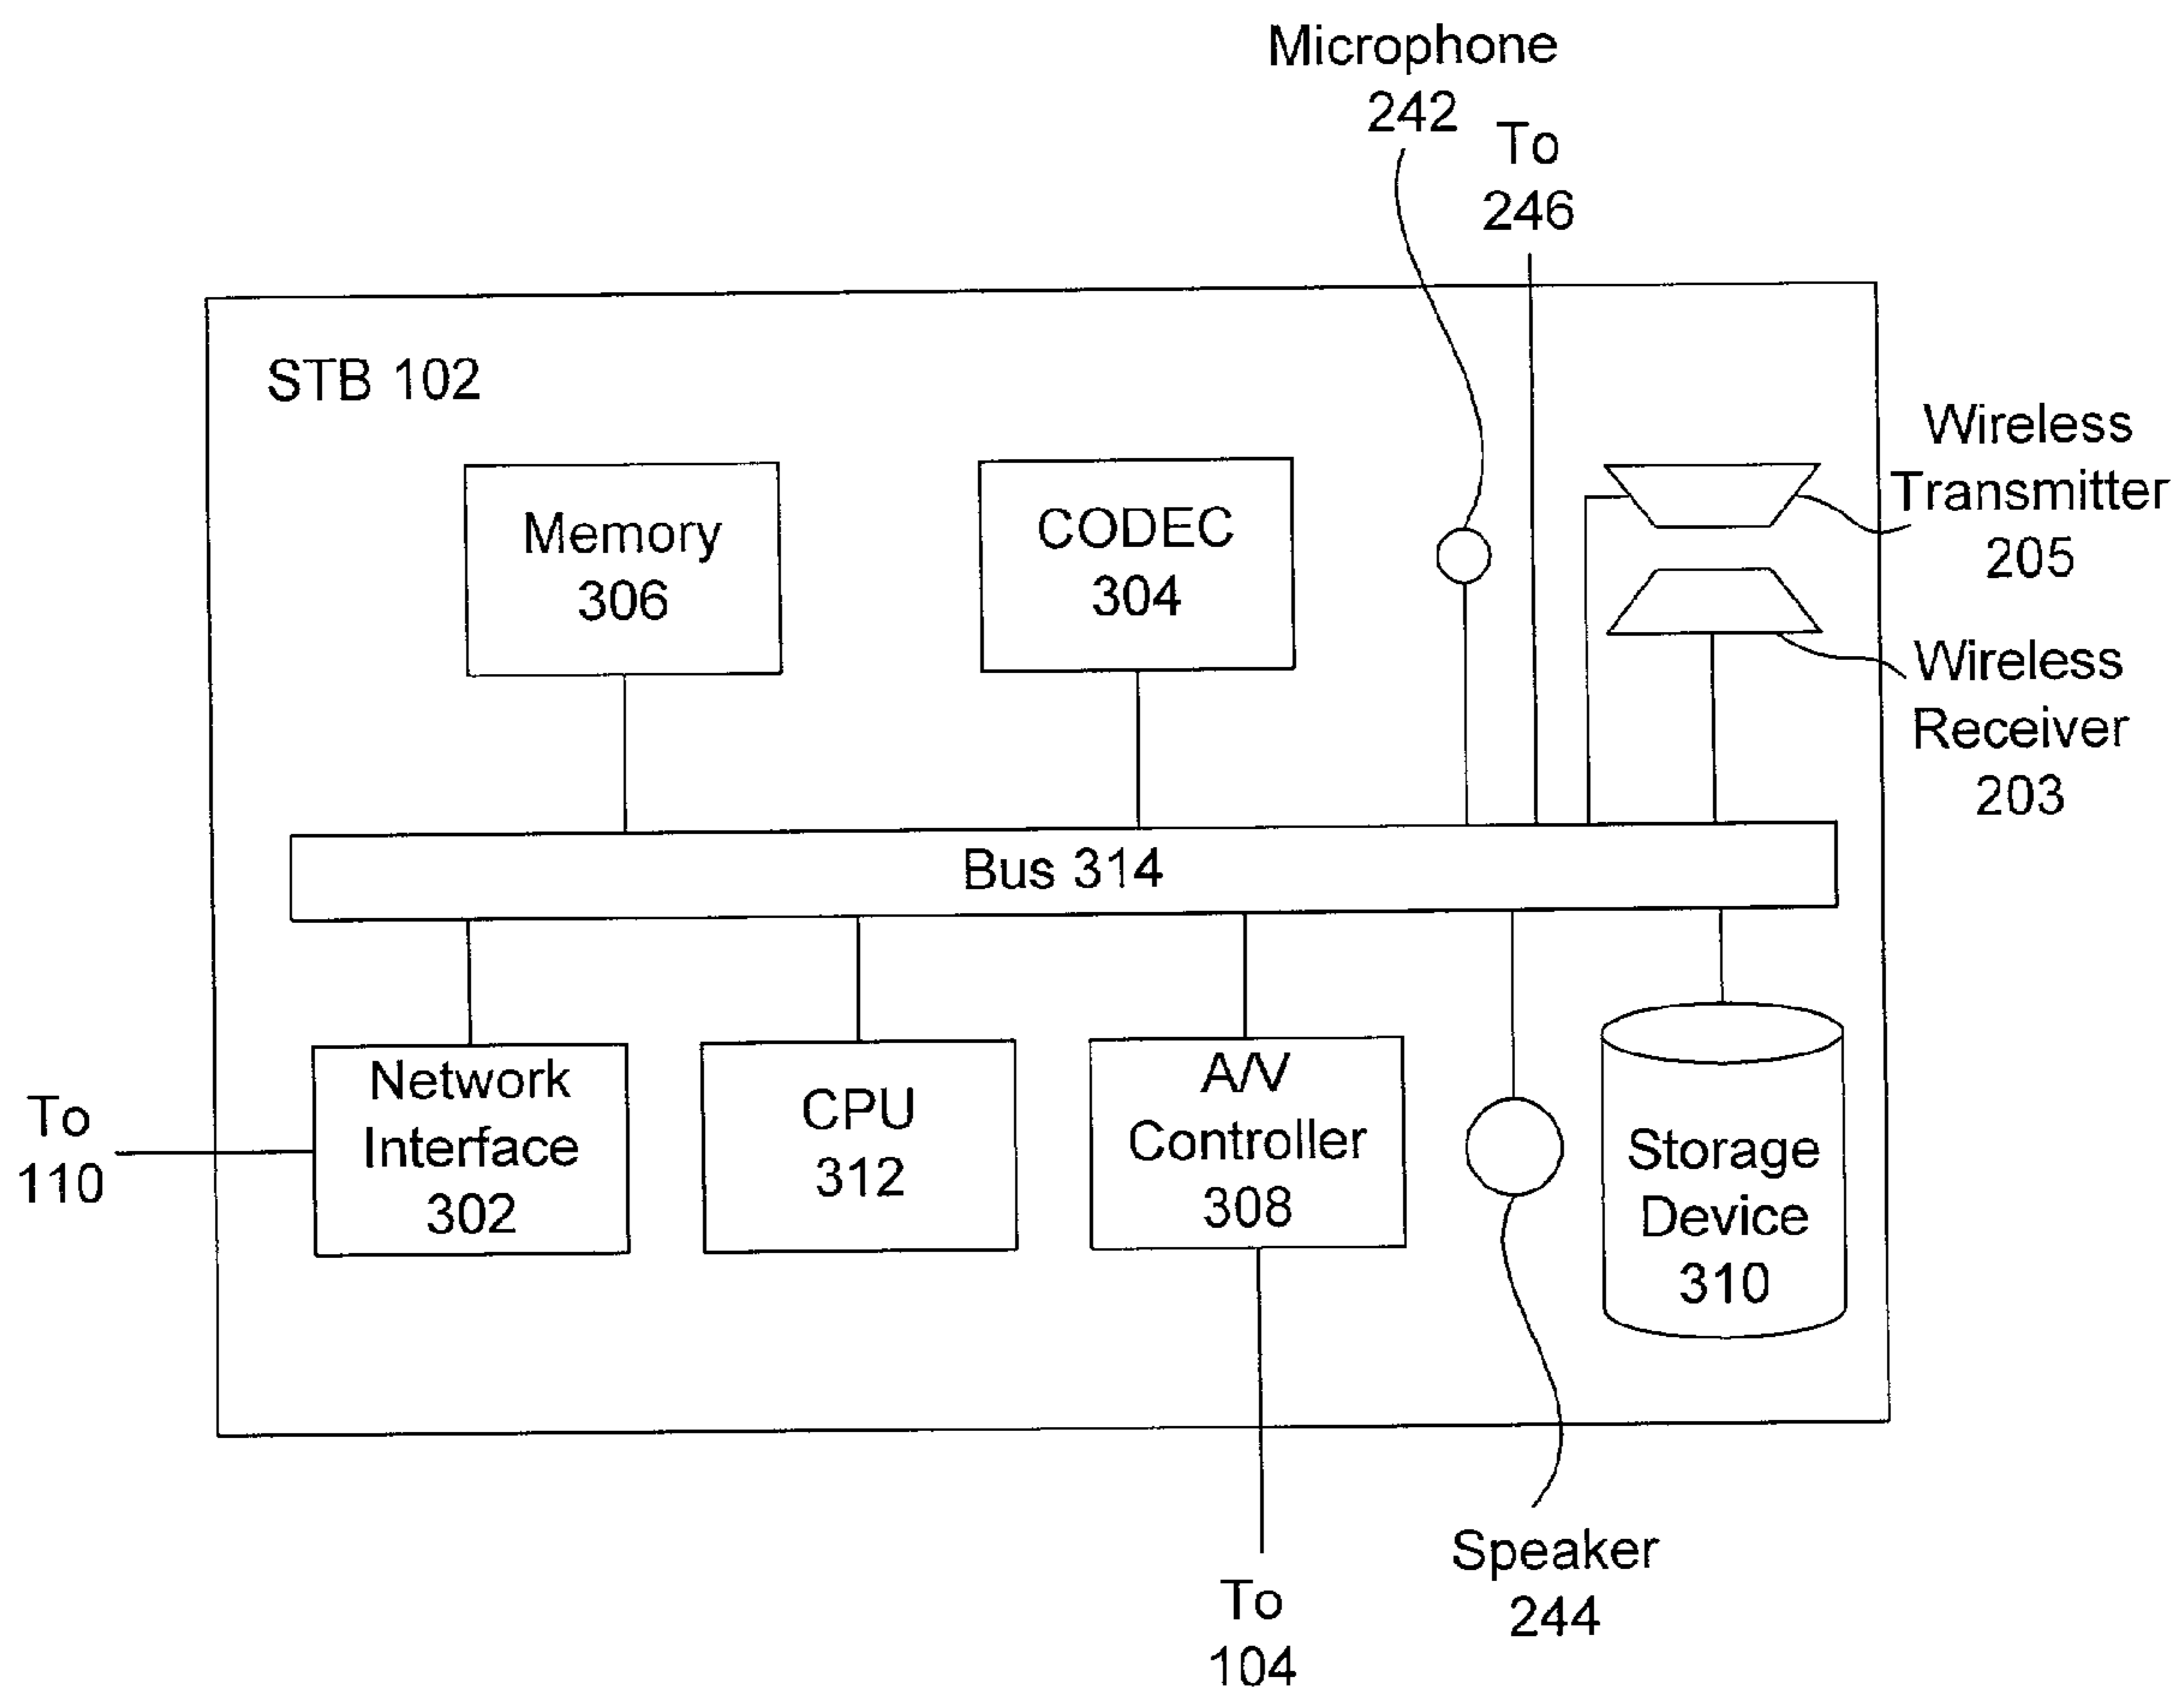 Microphone
242
To
246
STB 102
Wireless
Transmitter
205
Memory
306
CODEC
304
Wireless
Receiver
203
Bus 314
To
110
Network
Interface
302
CPU
312
A/V
Controller
308
Storage
Device
310
Speaker
244
To
104